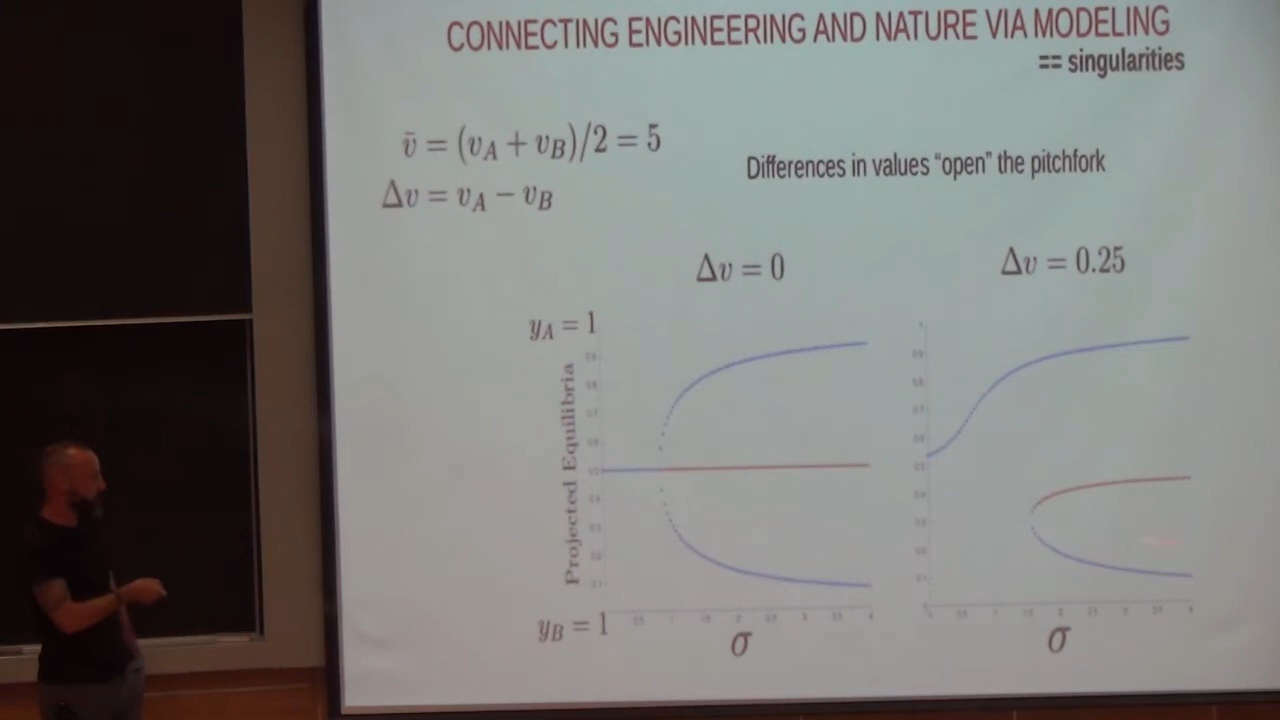 CONNECTING ENGINEERING AND NATURE VIA MODELING
== singularities
v̄ = (v_A + v_B)/2 = 5
Δv = v_A − v_B
Differences in values “open” the pitchfork
Δv = 0
Δv = 0.25
y_A = 1
Projected Equilibria
y_B = 1
σ
σ